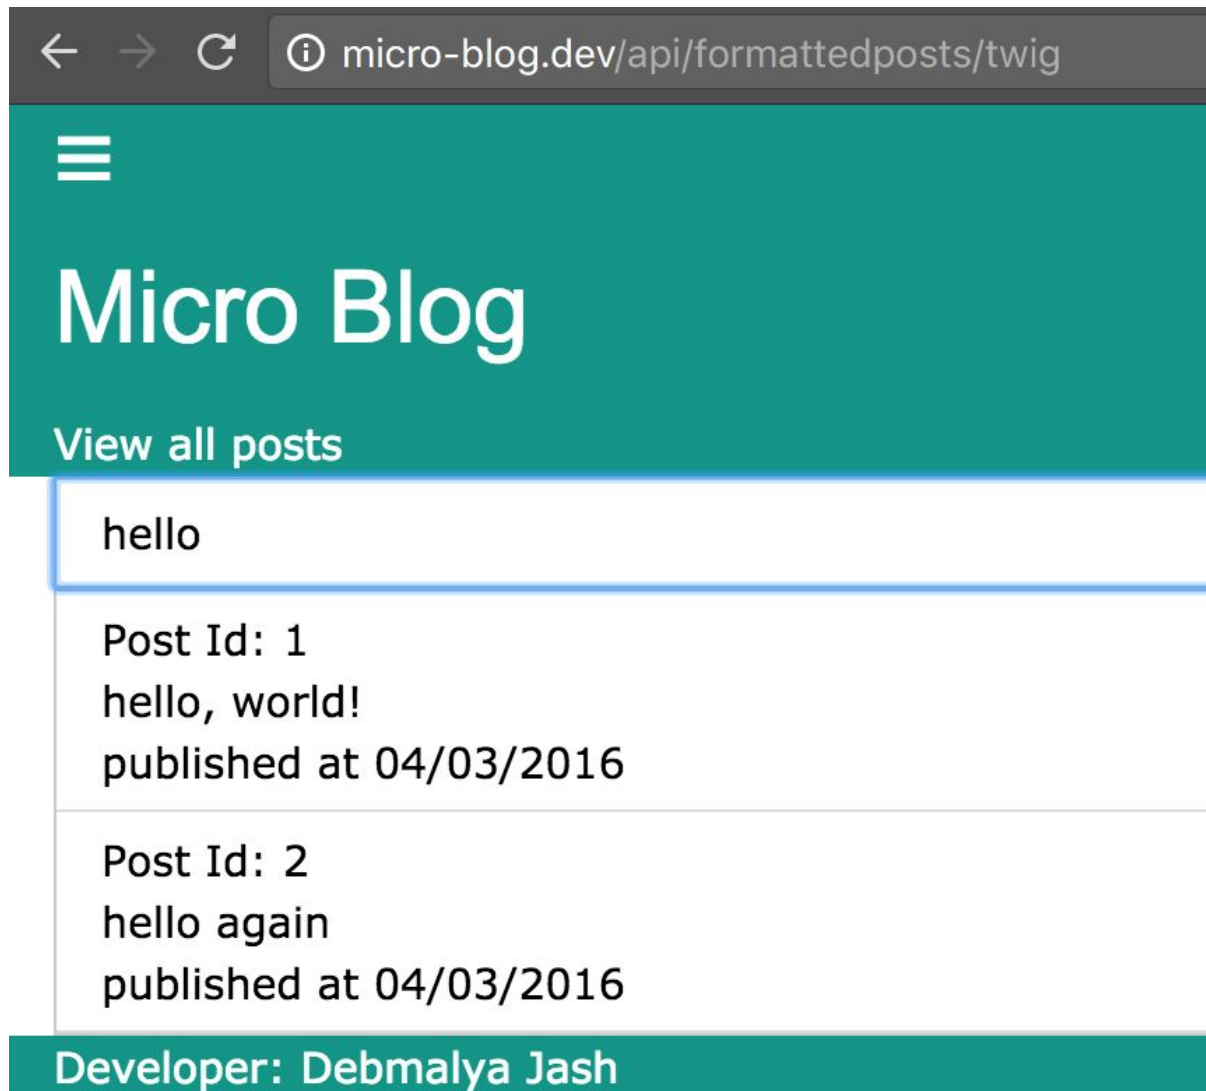 micro-blog.dev/api/formattedposts/twig
Micro Blog
View all posts
hello
Post Id: 1
hello, world!
published at 04/03/2016
Post Id: 2
hello again
published at 04/03/2016
Developer: Debmalya Jash